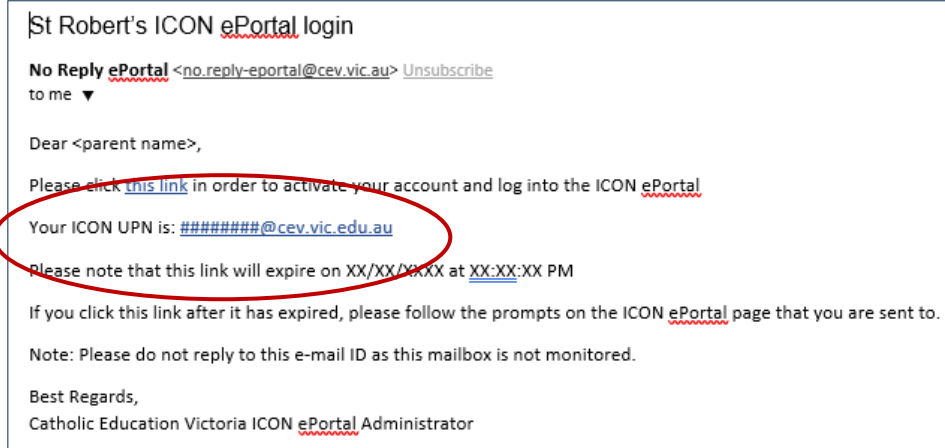 St Robert's ICON ePortal login
No Reply ePortal <no.reply-eportal@cev.vic.au> Unsubscribe
to me ▼
Dear <parent name>,
Please click this link in order to activate your account and log into the ICON ePortal
Your ICON UPN is: ########@cev.vic.edu.au
Please note that this link will expire on XX/XX/XXXX at XX:XX:XX PM
If you click this link after it has expired, please follow the prompts on the ICON ePortal page that you are sent to.
Note: Please do not reply to this e-mail ID as this mailbox is not monitored.
Best Regards,
Catholic Education Victoria ICON ePortal Administrator